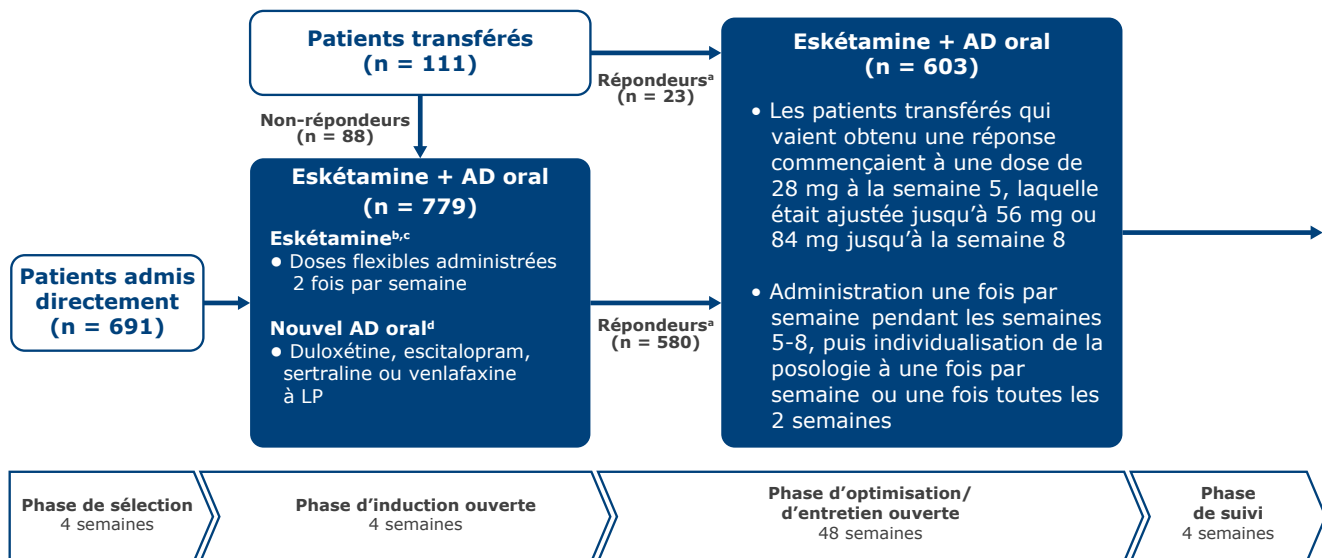 Patients transférés
(n = 111)
Répondeursᵃ
(n = 23)
Non-répondeurs
(n = 88)
Patients admis
directement
(n = 691)
Eskétamine + AD oral
(n = 779)
Eskétamineᵇ,ᶜ
● Doses flexibles administrées
2 fois par semaine
Nouvel AD oralᵈ
● Duloxétine, escitalopram,
sertraline ou venlafaxine
à LP
Répondeursᵃ
(n = 580)
Eskétamine + AD oral
(n = 603)
• Les patients transférés qui
vaient obtenu une réponse
commençaient à une dose de
28 mg à la semaine 5, laquelle
était ajustée jusqu’à 56 mg ou
84 mg jusqu’à la semaine 8
• Administration une fois par
semaine pendant les semaines
5-8, puis individualisation de la
posologie à une fois par
semaine ou une fois toutes les
2 semaines
Phase de sélection
4 semaines
Phase d’induction ouverte
4 semaines
Phase d’optimisation/
d’entretien ouverte
48 semaines
Phase
de suivi
4 semaines